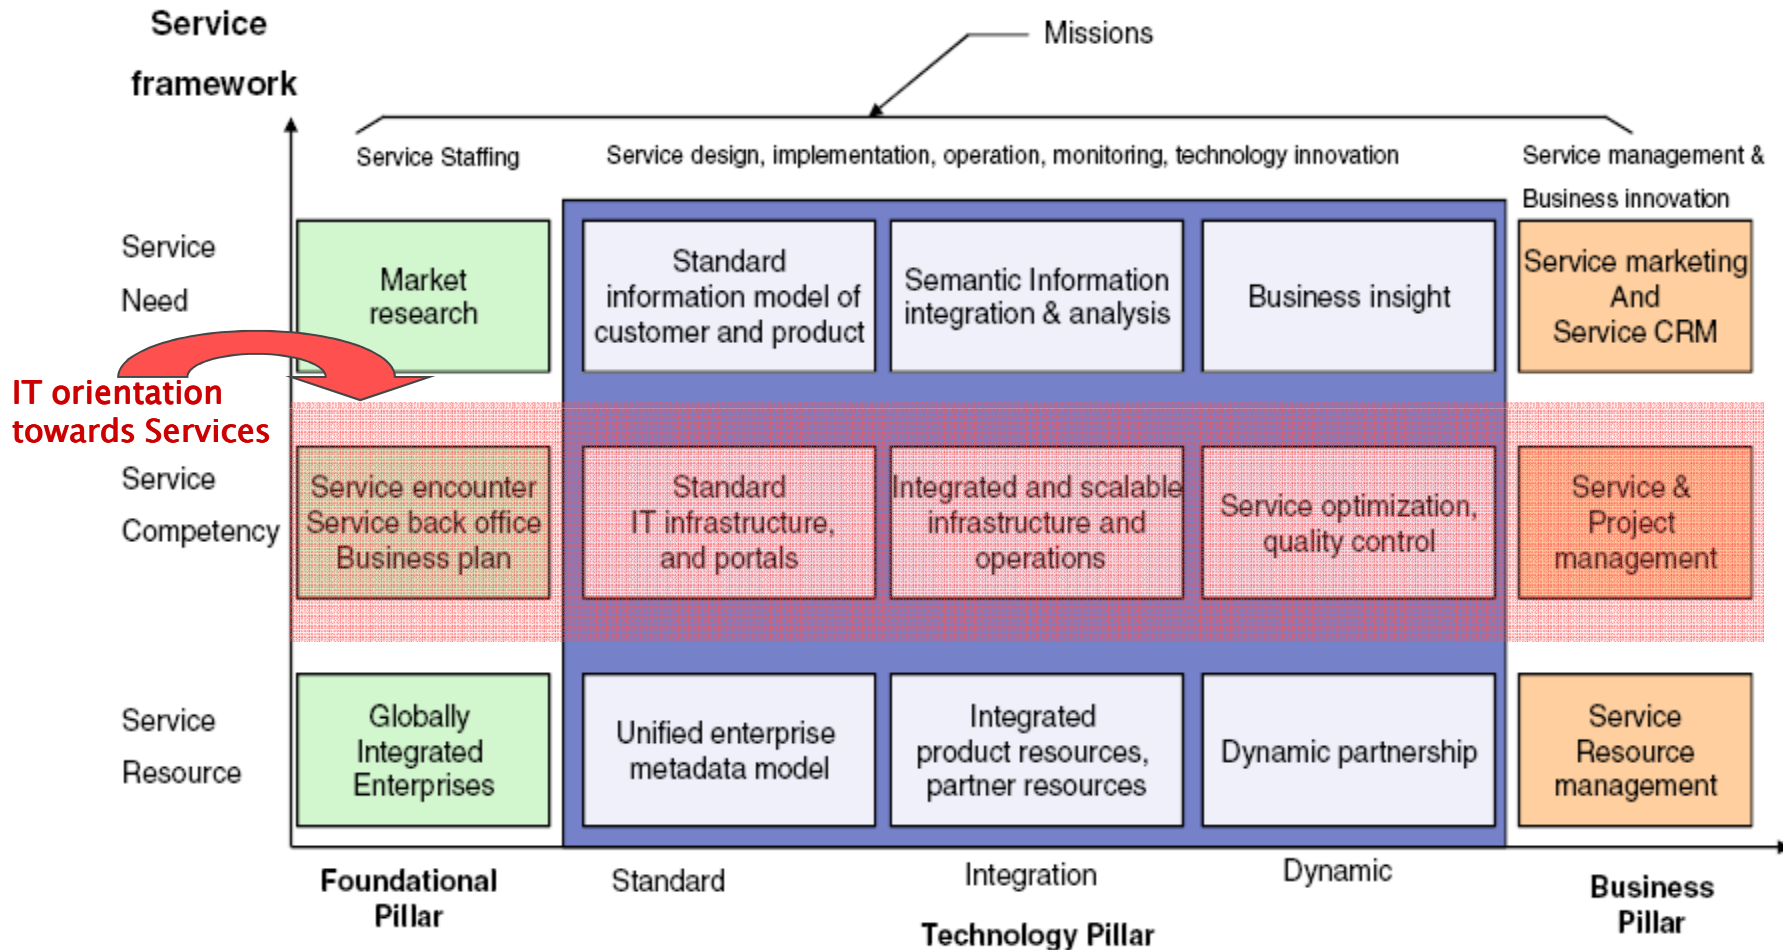 Service
framework
Missions
Service Staffing
Service design, implementation, operation, monitoring, technology innovation
Service management &
Business innovation
Service
Need
Market
research
Standard
information model of
customer and product
Semantic Information
integration & analysis
Business insight
Service marketing
And
Service CRM
IT orientation
towards Services
Service
Competency
Service encounter
Service back office
Business plan
Standard
IT infrastructure,
and portals
Integrated and scalable
infrastructure and
operations
Service optimization,
quality control
Service &
Project
management
Service
Resource
Globally
Integrated
Enterprises
Unified enterprise
metadata model
Integrated
product resources,
partner resources
Dynamic partnership
Service
Resource
management
Foundational
Pillar
Standard
Integration
Dynamic
Technology Pillar
Business
Pillar